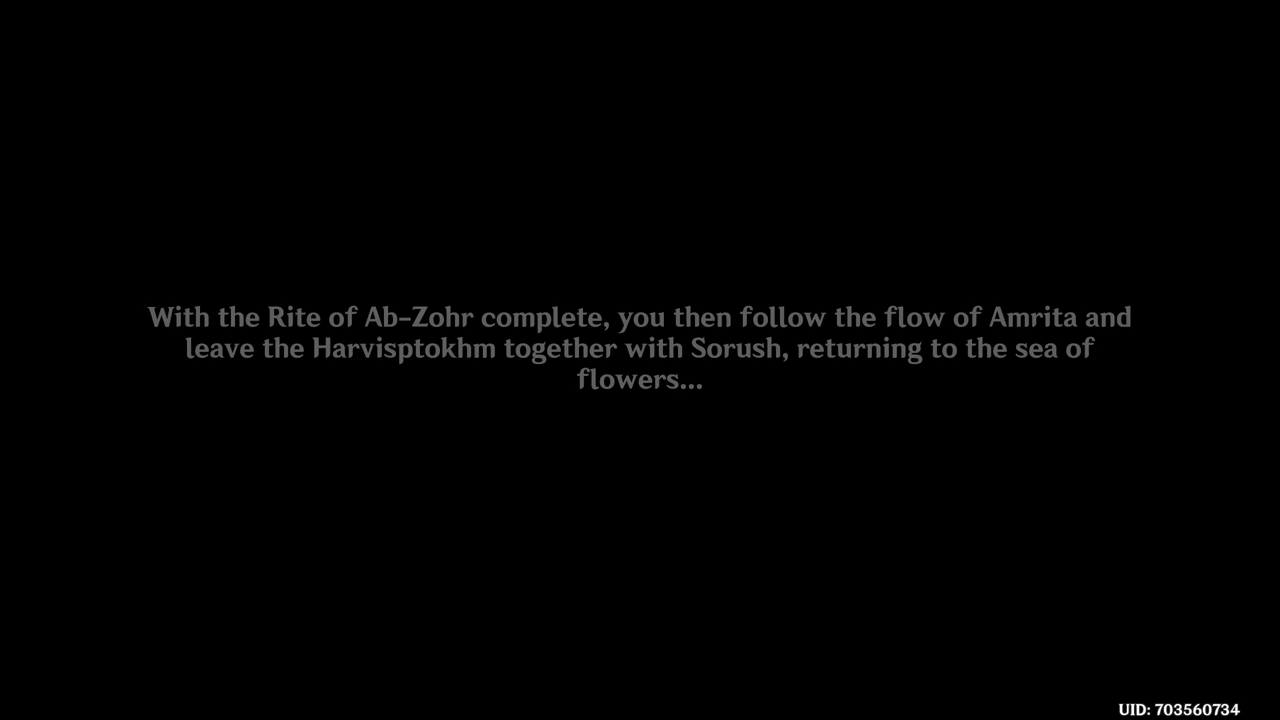 With the Rite of Ab-Zohr complete, you then follow the flow of Amrita and
leave the Harvisptokhm together with Sorush, returning to the sea of
flowers...
UID: 703560734